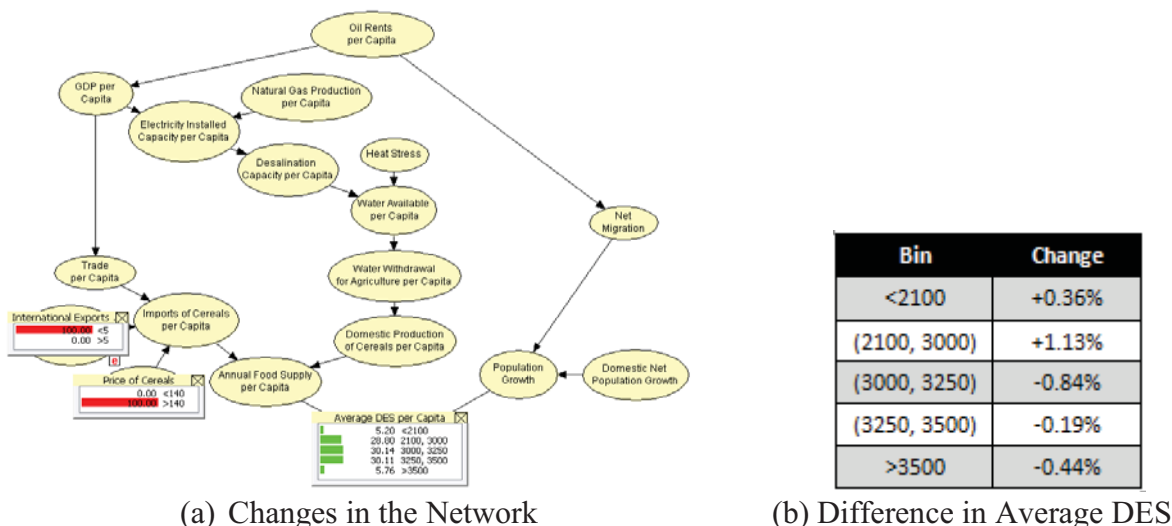 Oil Rents
per Capita
GDP per
Capita
Natural Gas Production
per Capita
Electricity Installed
Capacity per Capita
Heat Stress
Desalination
Capacity per Capita
Water Available
per Capita
Net
Migration
Water Withdrawal
for Agriculture per Capita
Trade
per Capita
International Exports
100.00 <5
0.00 >5
e
Imports of Cereals
per Capita
Domestic Production
of Cereals per Capita
Price of Cereals
0.00 <140
100.00 >140
Annual Food Supply
per Capita
Population
Growth
Domestic Net
Population Growth
Average DES per Capita
5.20 <2100
28.80 2100, 3000
30.14 3000, 3250
30.11 3250, 3500
5.76 >3500
(a) Changes in the Network
Bin Change
<2100 +0.36%
(2100, 3000) +1.13%
(3000, 3250) -0.84%
(3250, 3500) -0.19%
>3500 -0.44%
(b) Difference in Average DES